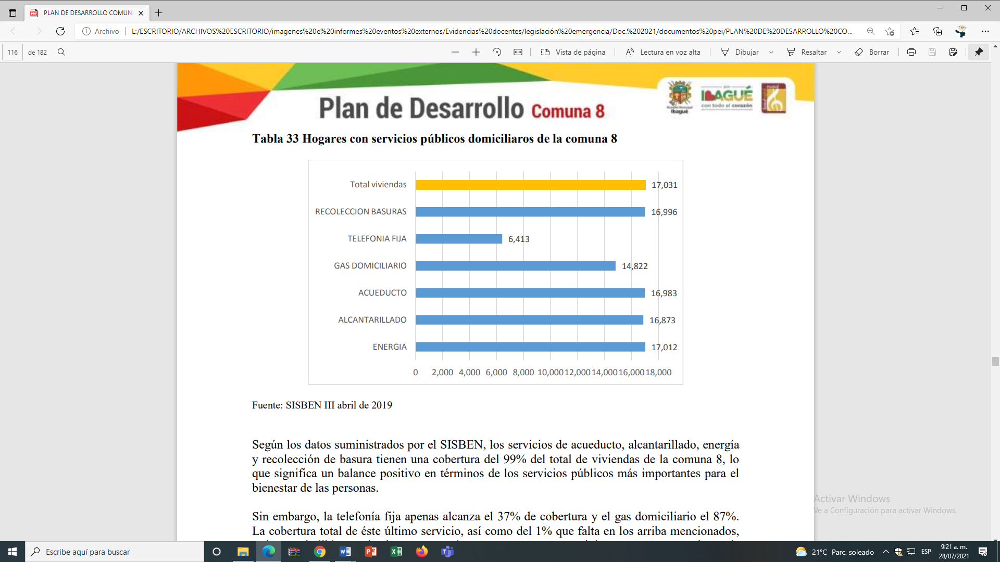 PLAN DE DESARROLLO COMUN
Archivo
L:/ESCRITORIO/ARCHIVOS%20ESCRITORIO/imagenes%20e%20informes%20eventos%20externos/Evidencias%20docentes/legislación%20emergencia/Doc.%202021/documentos%20pei/PLAN%20DE%20DESARROLLO%20CO...
116 de 182
Vista de página
Lectura en voz alta
Dibujar
Resaltar
Borrar
Plan de Desarrollo Comuna 8
Alcaldía Municipal
Ibagué
IBAGUÉ
con todo el corazón
Tabla 33 Hogares con servicios públicos domiciliaros de la comuna 8
Total viviendas 17,031
RECOLECCION BASURAS 16,996
TELEFONIA FIJA 6,413
GAS DOMICILIARIO 14,822
ACUEDUCTO 16,983
ALCANTARILLADO 16,873
ENERGIA 17,012
0 2,000 4,000 6,000 8,000 10,000 12,000 14,000 16,000 18,000
Fuente: SISBEN III abril de 2019
Según los datos suministrados por el SISBEN, los servicios de acueducto, alcantarillado, energía
y recolección de basura tienen una cobertura del 99% del total de viviendas de la comuna 8, lo
que significa un balance positivo en términos de los servicios públicos más importantes para el
bienestar de las personas.
Sin embargo, la telefonía fija apenas alcanza el 37% de cobertura y el gas domiciliario el 87%.
La cobertura total de éste último servicio, así como del 1% que falta en los arriba mencionados,
Activar Windows
Ve a Configuración para activar Windows.
Escribe aquí para buscar
21°C Parc. soleado
ESP
9:21 a. m.
28/07/2021